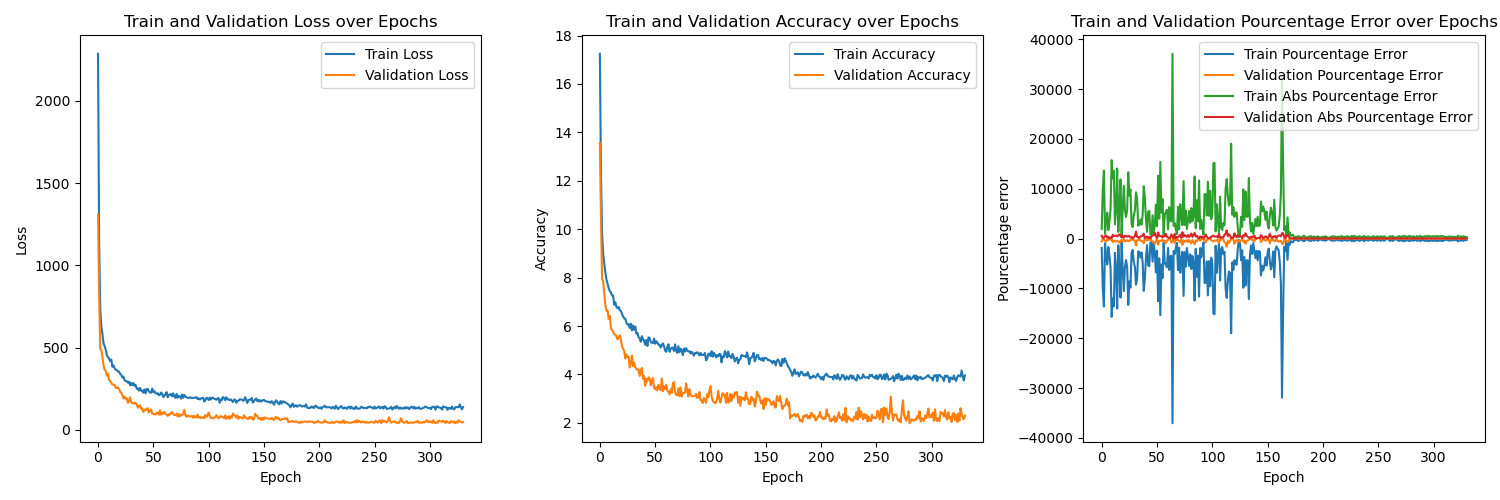 Train and Validation Loss over Epochs
Train Loss
Validation Loss
Loss
2000
1500
1000
500
0
0 50 100 150 200 250 300
Epoch
Train and Validation Accuracy over Epochs
Train Accuracy
Validation Accuracy
Accuracy
18
16
14
12
10
8
6
4
2
0 50 100 150 200 250 300
Epoch
Train and Validation Pourcentage Error over Epochs
Train Pourcentage Error
Validation Pourcentage Error
Train Abs Pourcentage Error
Validation Abs Pourcentage Error
Pourcentage error
40000
30000
20000
10000
0
−10000
−20000
−30000
−40000
0 50 100 150 200 250 300
Epoch